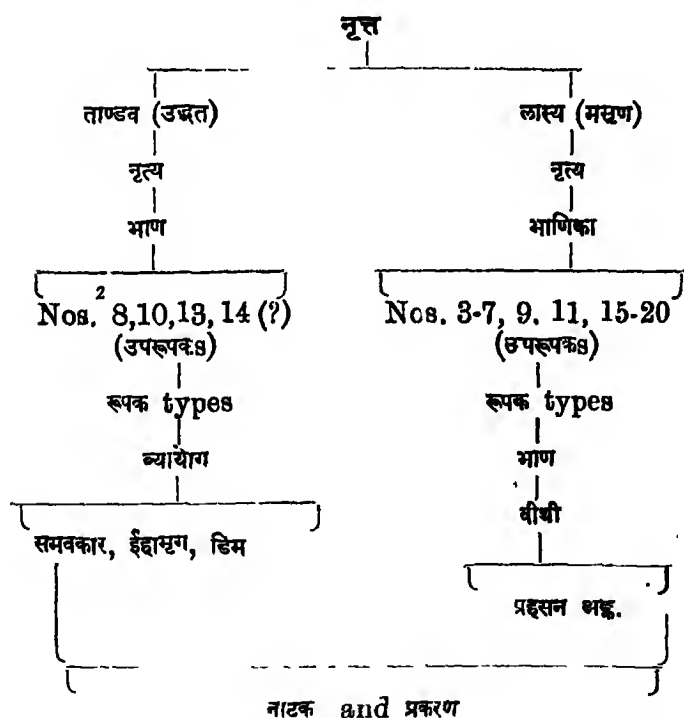 नृत्त
ताण्डव (उद्धत) लास्य (मसृण)
नृत्य नृत्य
भाण भाणिका
Nos.² 8,10,13, 14 (?) Nos. 3-7, 9. 11, 15-20
(उपरूपकs) (उपरूपकs)
रूपक types रूपक types
व्यायोग भाण
वीथी
समवकार, ईहामृग, डिम
प्रहसन अङ्क.
नाटक and प्रकरण